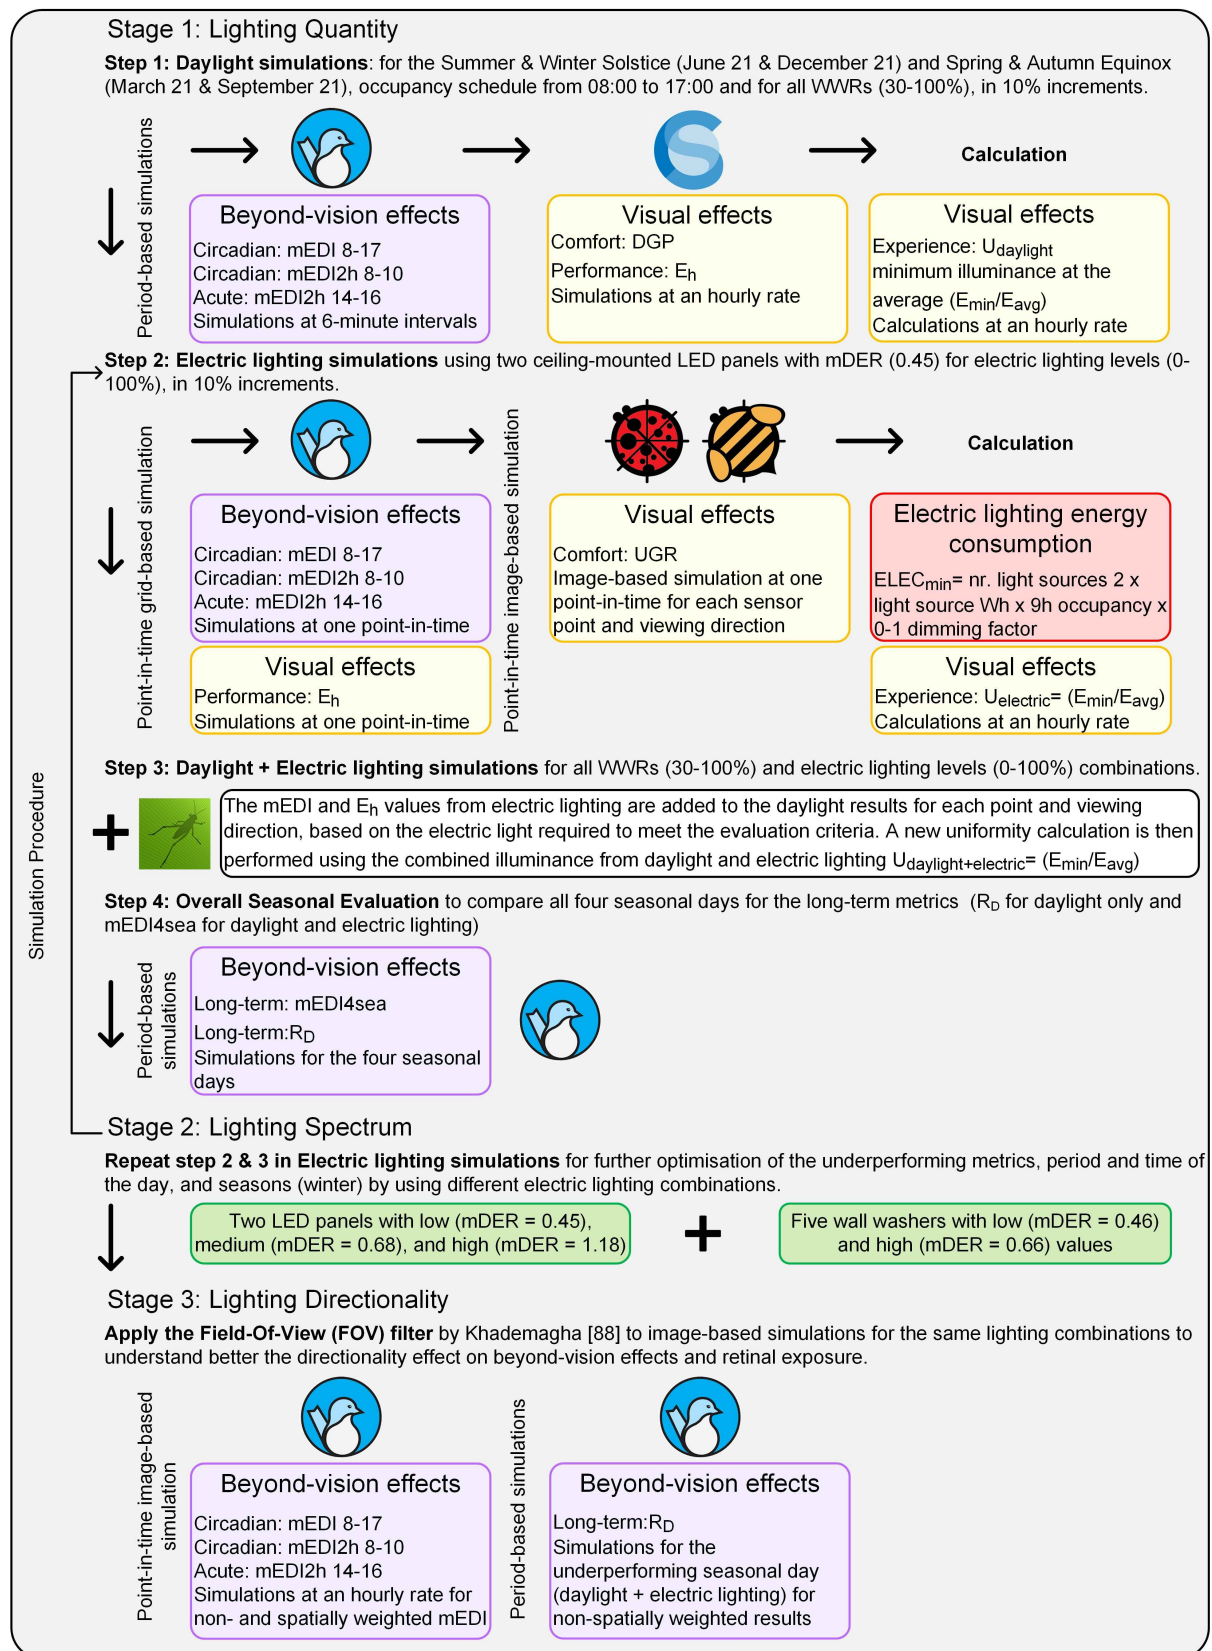 Stage 1: Lighting Quantity
Step 1: Daylight simulations: for the Summer & Winter Solstice (June 21 & December 21) and Spring & Autumn Equinox
(March 21 & September 21), occupancy schedule from 08:00 to 17:00 and for all WWRs (30-100%), in 10% increments.
Period-based simulations
Calculation
Beyond-vision effects
Circadian: mEDI 8-17
Circadian: mEDI2h 8-10
Acute: mEDI2h 14-16
Simulations at 6-minute intervals
Visual effects
Comfort: DGP
Performance: Eh
Simulations at an hourly rate
Visual effects
Experience: Udaylight
minimum illuminance at the
average (Emin/Eavg)
Calculations at an hourly rate
Step 2: Electric lighting simulations using two ceiling-mounted LED panels with mDER (0.45) for electric lighting levels (0-
100%), in 10% increments.
Point-in-time grid-based simulation
Point-in-time image-based simulation
Calculation
Beyond-vision effects
Circadian: mEDI 8-17
Circadian: mEDI2h 8-10
Acute: mEDI2h 14-16
Simulations at one point-in-time
Visual effects
Performance: Eh
Simulations at one point-in-time
Visual effects
Comfort: UGR
Image-based simulation at one
point-in-time for each sensor
point and viewing direction
Electric lighting energy
consumption
ELECmin= nr. light sources 2 x
light source Wh x 9h occupancy x
0-1 dimming factor
Visual effects
Experience: Uelectric= (Emin/Eavg)
Calculations at an hourly rate
Simulation Procedure
Step 3: Daylight + Electric lighting simulations for all WWRs (30-100%) and electric lighting levels (0-100%) combinations.
The mEDI and Eh values from electric lighting are added to the daylight results for each point and viewing
direction, based on the electric light required to meet the evaluation criteria. A new uniformity calculation is then
performed using the combined illuminance from daylight and electric lighting Udaylight+electric= (Emin/Eavg)
Step 4: Overall Seasonal Evaluation to compare all four seasonal days for the long-term metrics (RD for daylight only and
mEDI4sea for daylight and electric lighting)
Period-based
simulations
Beyond-vision effects
Long-term: mEDI4sea
Long-term:RD
Simulations for the four seasonal
days
Stage 2: Lighting Spectrum
Repeat step 2 & 3 in Electric lighting simulations for further optimisation of the underperforming metrics, period and time of
the day, and seasons (winter) by using different electric lighting combinations.
Two LED panels with low (mDER = 0.45),
medium (mDER = 0.68), and high (mDER = 1.18)
Five wall washers with low (mDER = 0.46)
and high (mDER = 0.66) values
Stage 3: Lighting Directionality
Apply the Field-Of-View (FOV) filter by Khademagha [88] to image-based simulations for the same lighting combinations to
understand better the directionality effect on beyond-vision effects and retinal exposure.
Point-in-time image-based
simulation
Beyond-vision effects
Circadian: mEDI 8-17
Circadian: mEDI2h 8-10
Acute: mEDI2h 14-16
Simulations at an hourly rate for
non- and spatially weighted mEDI
Period-based simulations
Beyond-vision effects
Long-term:RD
Simulations for the
underperforming seasonal day
(daylight + electric lighting) for
non-spatially weighted results